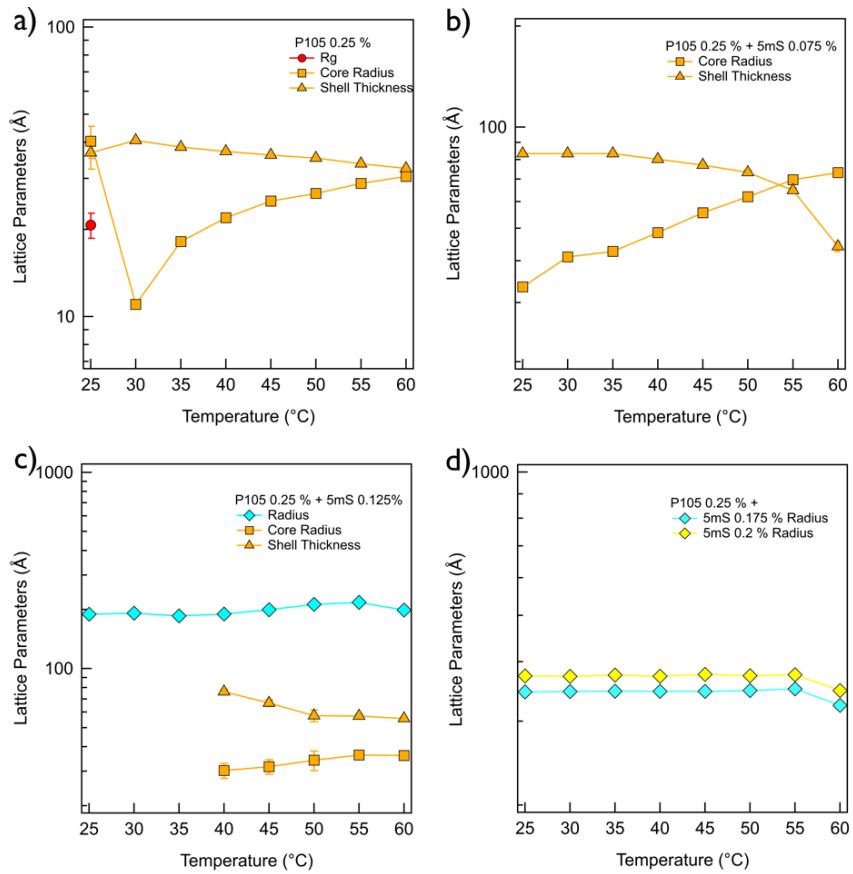 a)
P105 0.25 %
Rg
Core Radius
Shell Thickness
100
10
Lattice Parameters (Å)
25 30 35 40 45 50 55 60
Temperature (°C)
b)
P105 0.25 % + 5mS 0.075 %
Core Radius
Shell Thickness
100
Lattice Parameters (Å)
25 30 35 40 45 50 55 60
Temperature (°C)
c)
P105 0.25 % + 5mS 0.125%
Radius
Core Radius
Shell Thickness
1000
100
Lattice Parameters (Å)
25 30 35 40 45 50 55 60
Temperature (°C)
d)
P105 0.25 % +
5mS 0.175 % Radius
5mS 0.2 % Radius
1000
Lattice Parameters (Å)
25 30 35 40 45 50 55 60
Temperature (°C)